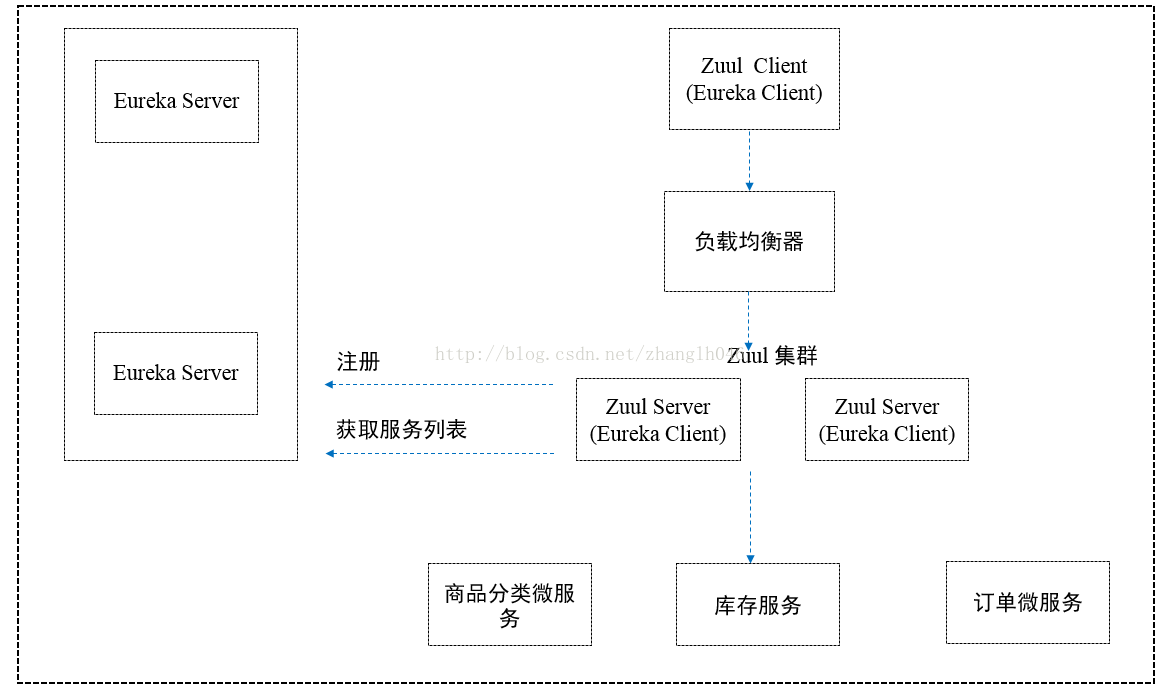 Eureka Server
Zuul Client
(Eureka Client)
负载均衡器
Eureka Server
注册
获取服务列表
http://blog.csdn.net/zhanglh046
Zuul 集群
Zuul Server
(Eureka Client)
Zuul Server
(Eureka Client)
商品分类微服
务
库存服务
订单微服务